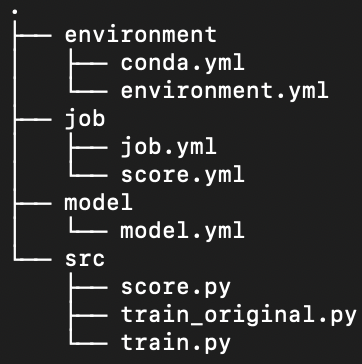 .
├── environment
│   ├── conda.yml
│   └── environment.yml
├── job
│   ├── job.yml
│   └── score.yml
├── model
│   └── model.yml
└── src
    ├── score.py
    ├── train_original.py
    └── train.py